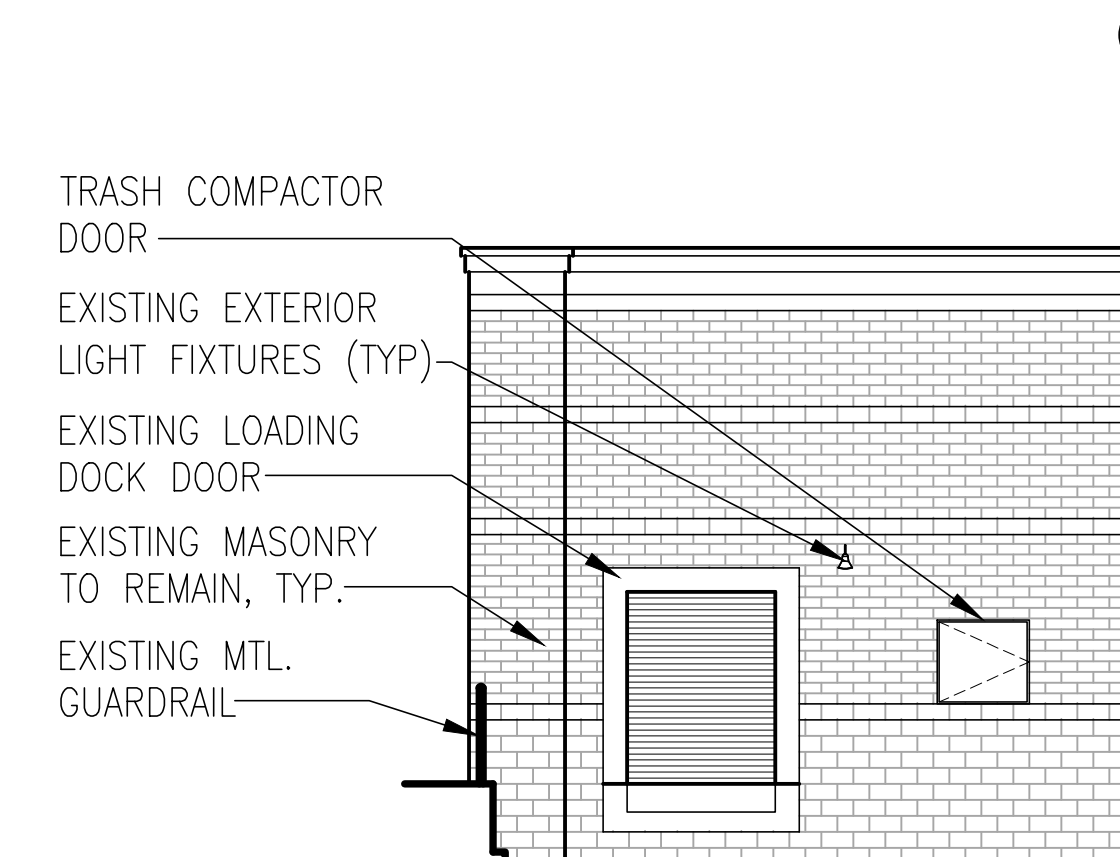 TRASH COMPACTOR
DOOR
EXISTING EXTERIOR
LIGHT FIXTURES (TYP)
EXISTING LOADING
DOCK DOOR
EXISTING MASONRY
TO REMAIN, TYP.
EXISTING MTL.
GUARDRAIL